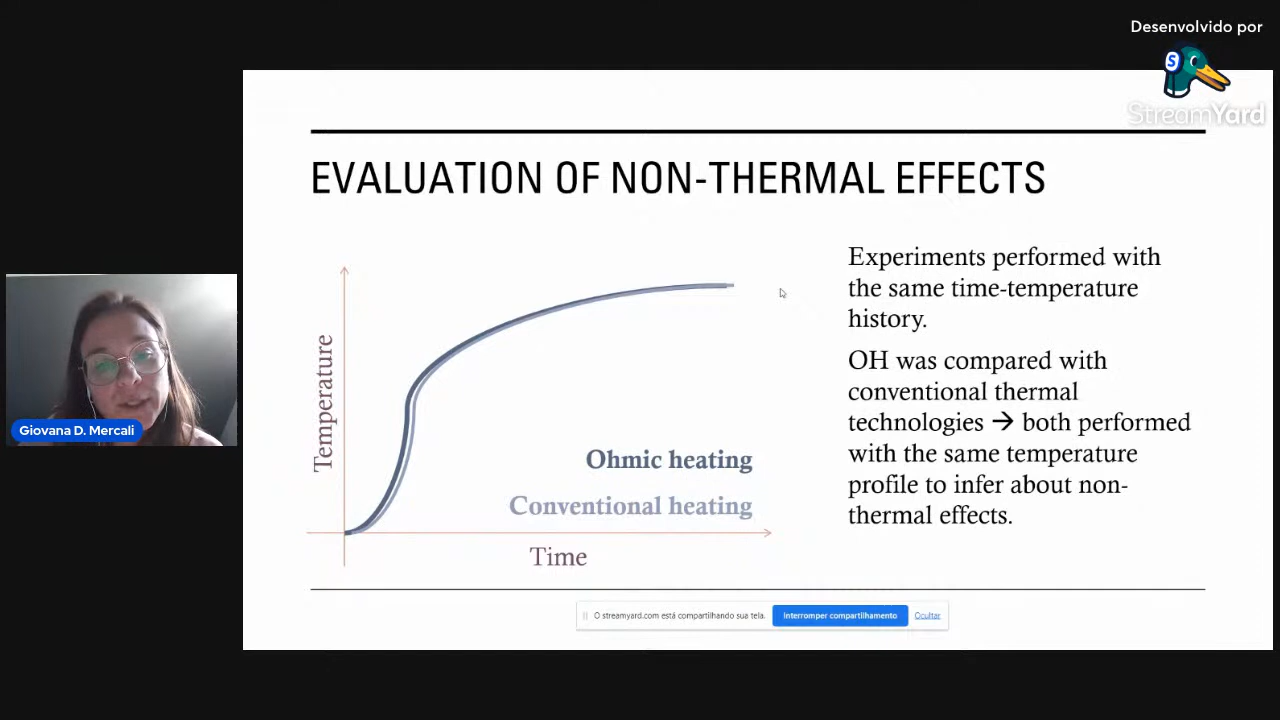 Desenvolvido por
StreamYard
EVALUATION OF NON-THERMAL EFFECTS
Temperature
Ohmic heating
Conventional heating
Time
Experiments performed with
the same time-temperature
history.
OH was compared with
conventional thermal
technologies → both performed
with the same temperature
profile to infer about non-
thermal effects.
Giovana D. Mercali
O streamyard.com está compartilhando sua tela.
Interromper compartilhamento
Ocultar